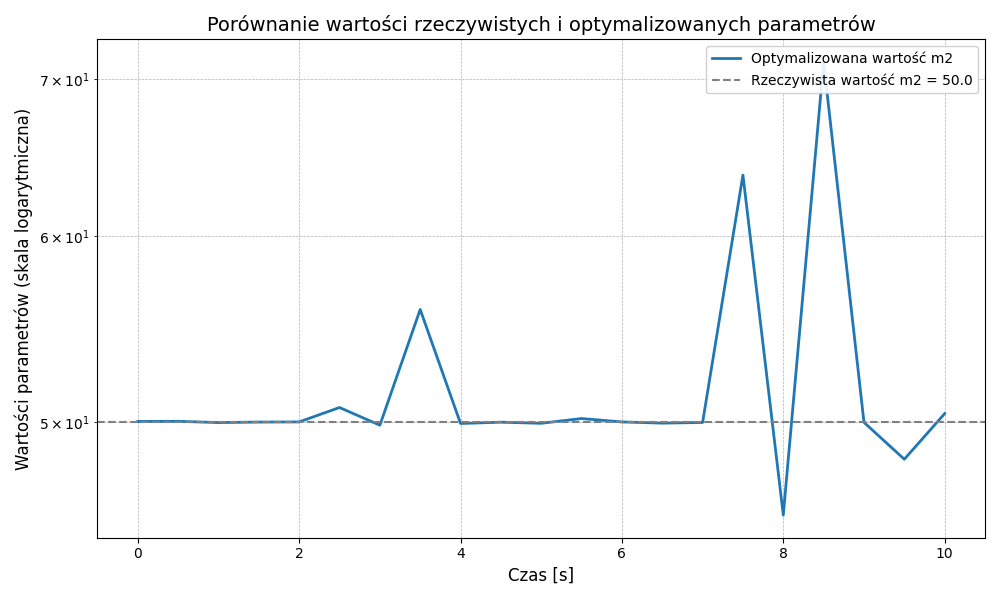 Porównanie wartości rzeczywistych i optymalizowanych parametrów
Optymalizowana wartość m2
Rzeczywista wartość m2 = 50.0
Wartości parametrów (skala logarytmiczna)
7 × 10¹
6 × 10¹
5 × 10¹
0 2 4 6 8 10
Czas [s]